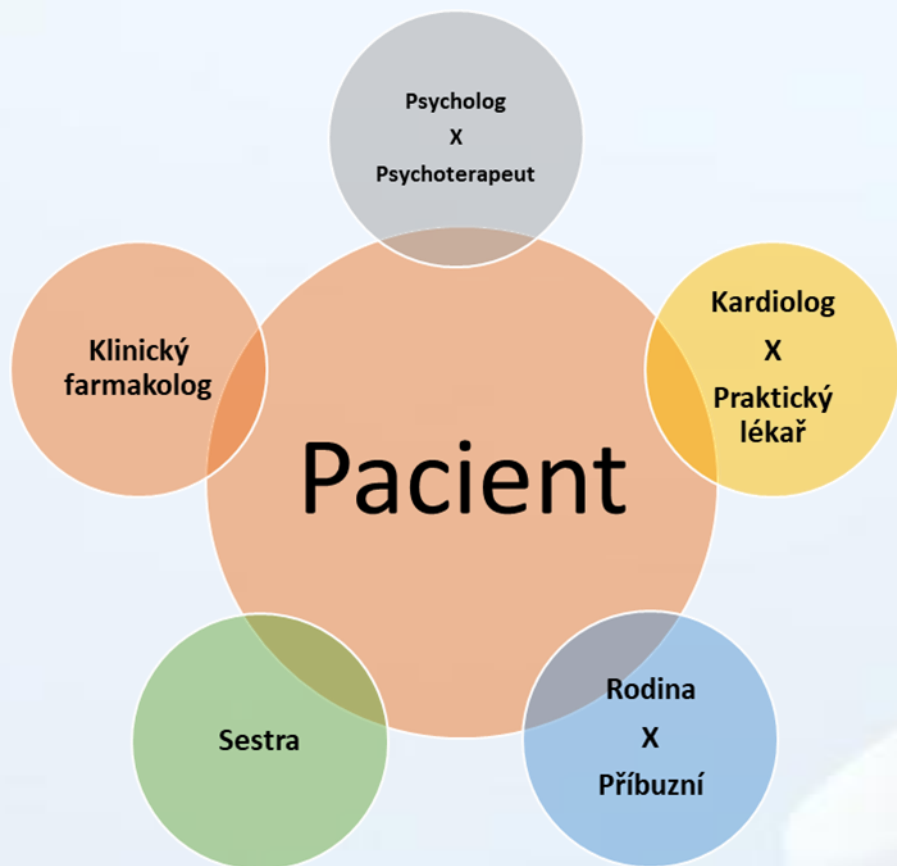 Psycholog
X
Psychoterapeut
Kardiolog
X
Praktický
lékař
Klinický
farmakolog
Pacient
Rodina
X
Příbuzní
Sestra